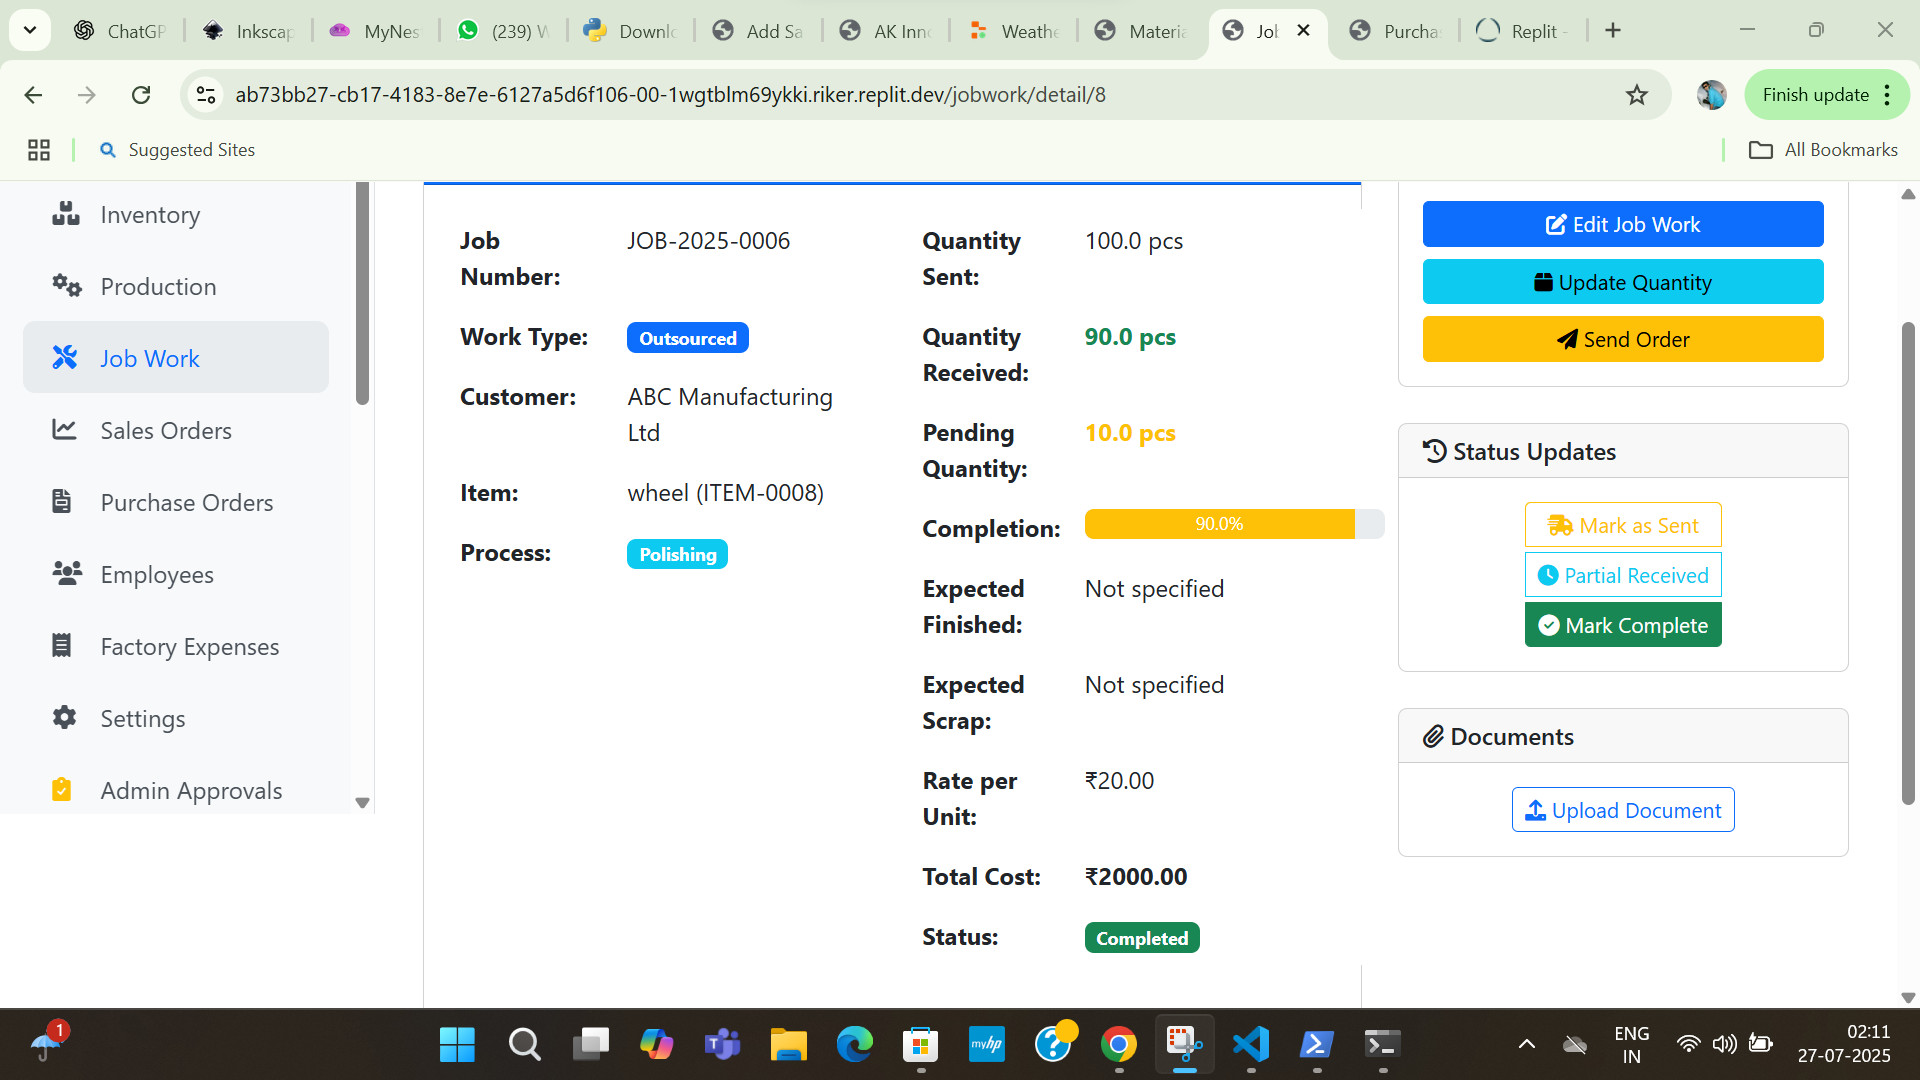 ChatGP
Inkscap
MyNes
(239) W
Downlo
Add Sa
AK Inno
Weathe
Materia
Job
Purchas
Replit -
ab73bb27-cb17-4183-8e7e-6127a5d6f106-00-1wgtblm69ykki.riker.replit.dev/jobwork/detail/8
Finish update
Suggested Sites
All Bookmarks
Inventory
Production
Job Work
Sales Orders
Purchase Orders
Employees
Factory Expenses
Settings
Admin Approvals
Job Number:
JOB-2025-0006
Work Type:
Outsourced
Customer:
ABC Manufacturing
Ltd
Item:
wheel (ITEM-0008)
Process:
Polishing
Quantity
Sent:
100.0 pcs
Quantity
Received:
90.0 pcs
Pending
Quantity:
10.0 pcs
Completion:
90.0%
Expected
Finished:
Not specified
Expected
Scrap:
Not specified
Rate per
Unit:
₹20.00
Total Cost:
₹2000.00
Status:
Completed
Edit Job Work
Update Quantity
Send Order
Status Updates
Mark as Sent
Partial Received
Mark Complete
Documents
Upload Document
1
T
myhp
?
ENG
IN
02:11
27-07-2025